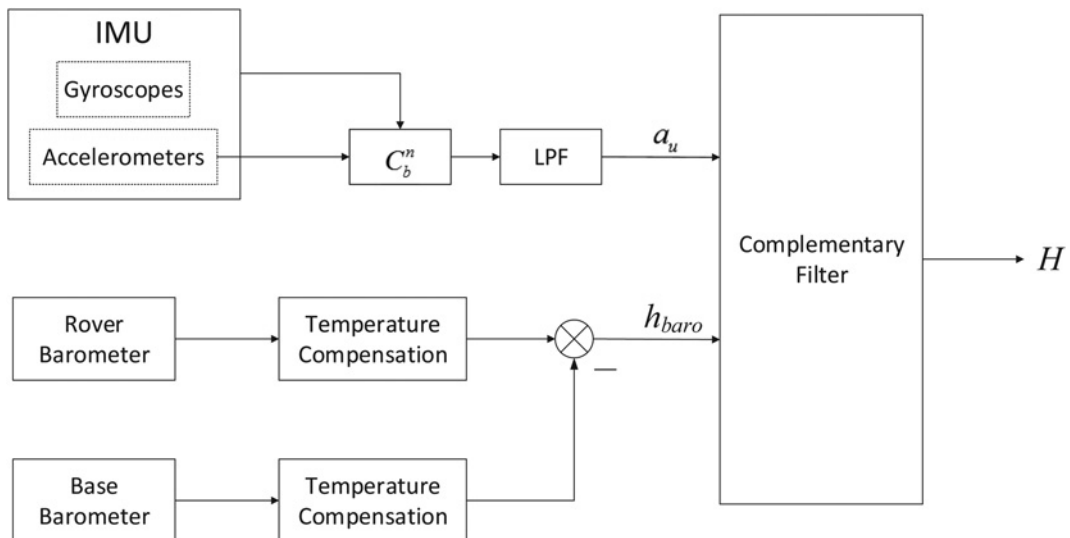 IMU
Gyroscopes
Accelerometers
C_b^n
LPF
a_u
Complementary
Filter
H
Rover
Barometer
Temperature
Compensation
h_baro
−
Base
Barometer
Temperature
Compensation